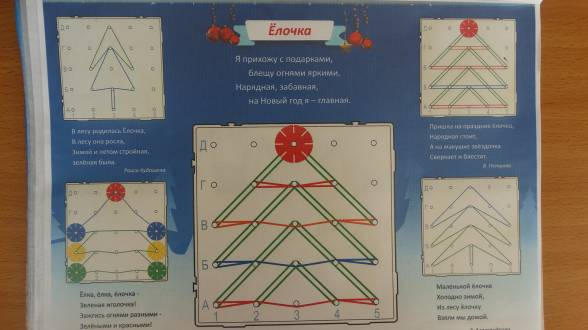 Ёлочка
Я прихожу с подарками,
блещу огнями яркими,
Нарядная, забавная,
на Новый год я – главная.
В лесу родилась Ёлочка,
В лесу она росла,
Зимой и летом стройная,
зелёная была.
Раиса Кудашева
Пришла на праздник ёлочка,
Нарядная стоит,
А на макушке звёздочка
Сверкает и блестит.
Ёлка, ёлка, ёлочка -
Зеленая иголочка!
Зажгись огнями разными -
Зелёными и красными!
Маленькой ёлочке
Холодно зимой,
Из лесу ёлочку
Взяли мы домой.
Д
Г
В
Б
А
1 2 3 4 5